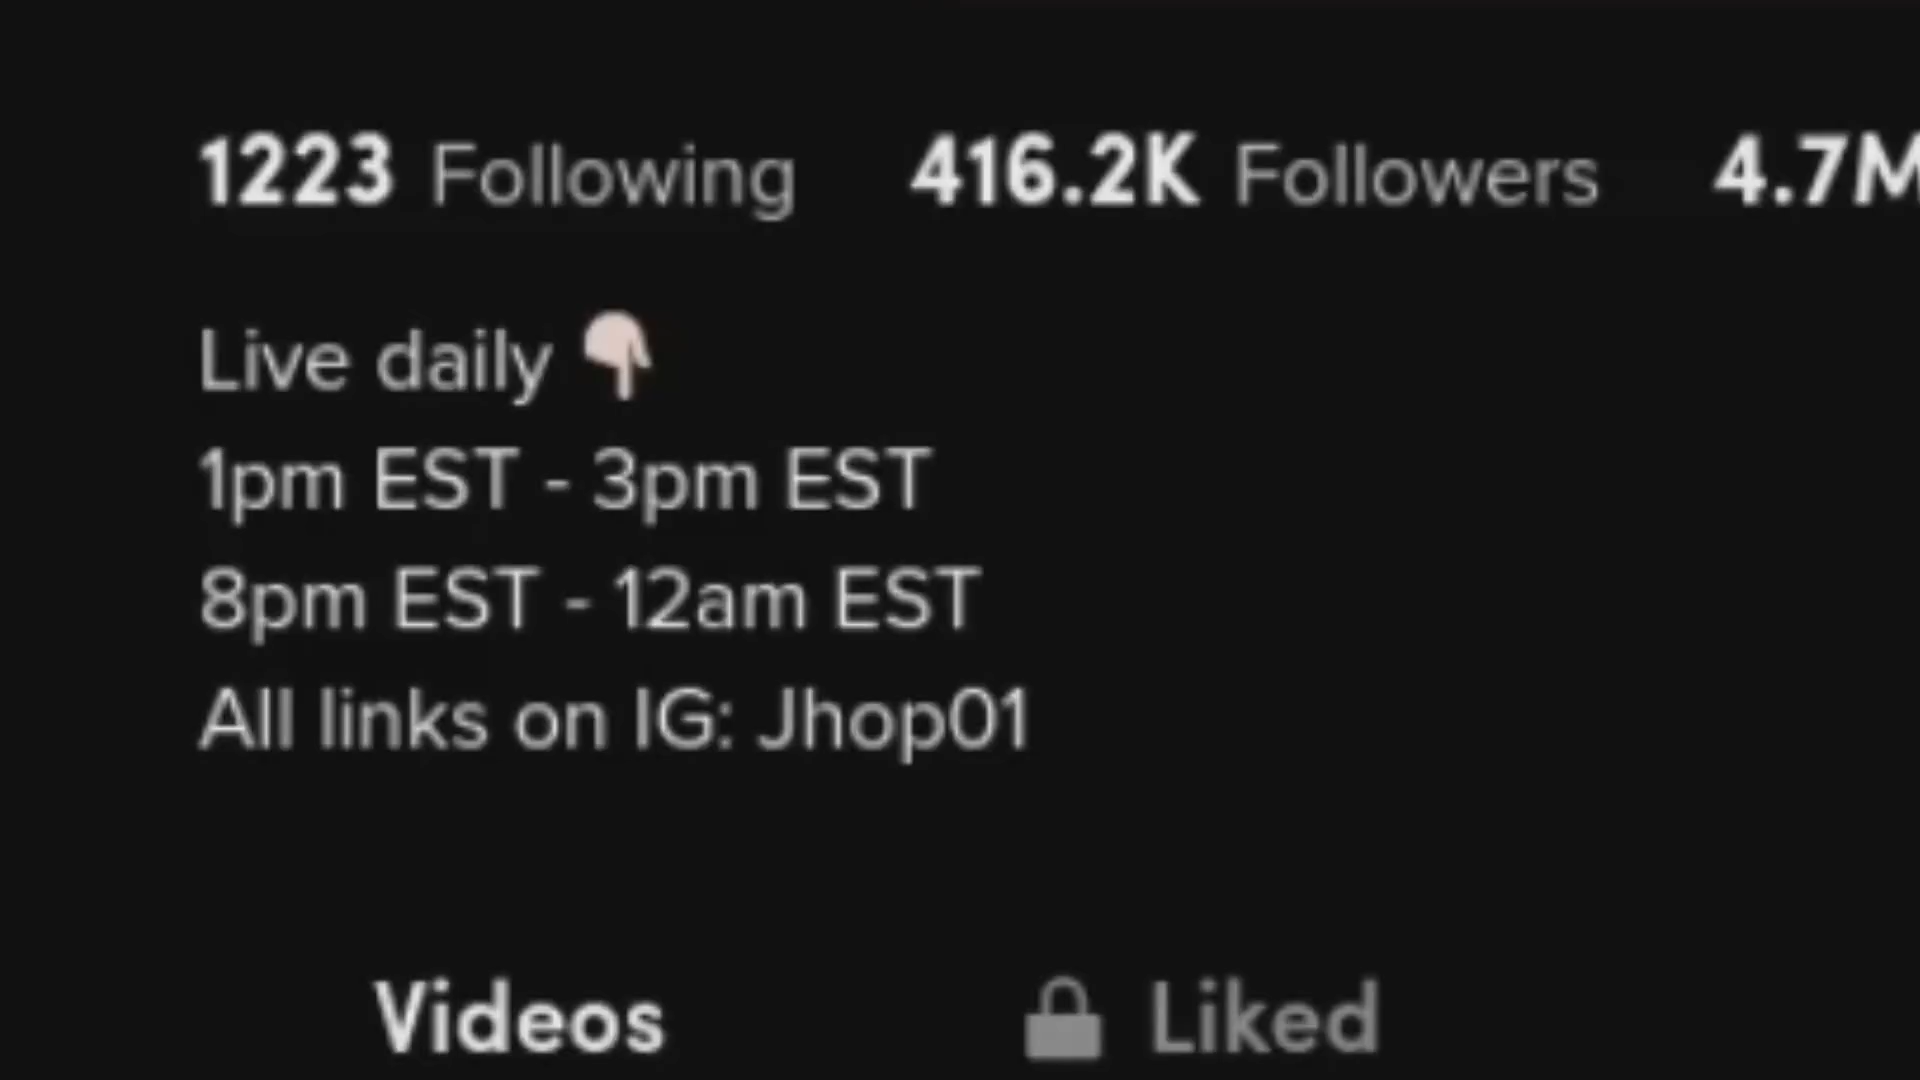 1223 Following 416.2K Followers 4.7M
Live daily 👇🏻
1pm EST - 3pm EST
8pm EST - 12am EST
All links on IG: Jhop01
Videos Liked